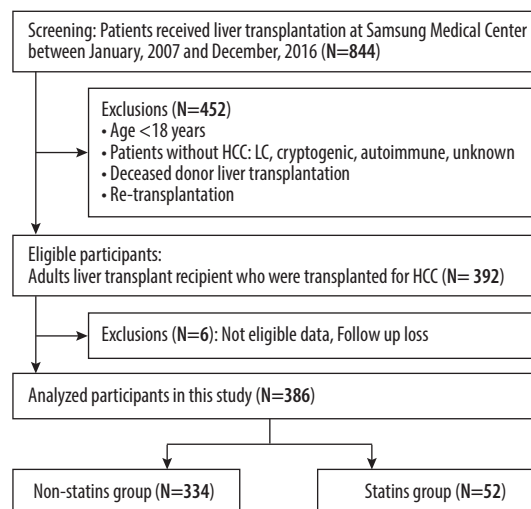 Screening: Patients received liver transplantation at Samsung Medical Center
between January, 2007 and December, 2016 (N=844)
Exclusions (N=452)
• Age <18 years
• Patients without HCC: LC, cryptogenic, autoimmune, unknown
• Deceased donor liver transplantation
• Re-transplantation
Eligible participants:
Adults liver transplant recipient who were transplanted for HCC (N= 392)
Exclusions (N=6): Not eligible data, Follow up loss
Analyzed participants in this study (N=386)
Non-statins group (N=334)
Statins group (N=52)